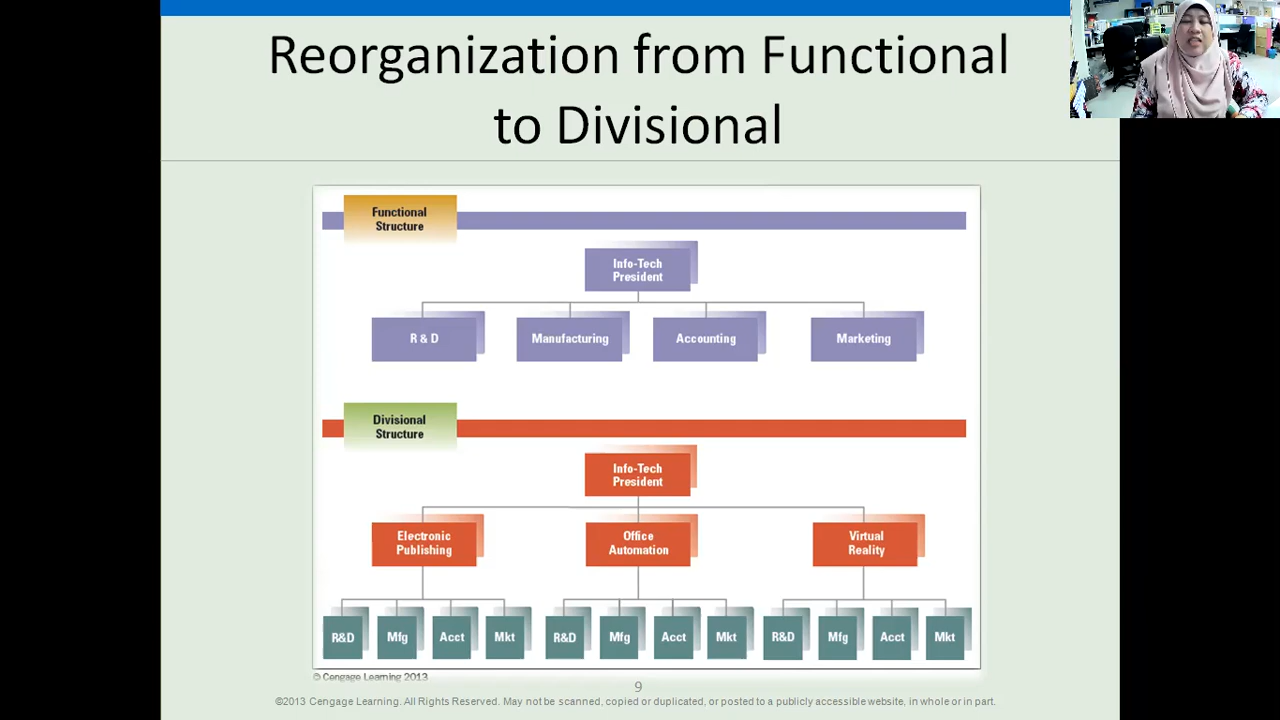 Reorganization from Functional
to Divisional
Functional
Structure
Info-Tech
President
R & D
Manufacturing
Accounting
Marketing
Divisional
Structure
Info-Tech
President
Electronic
Publishing
Office
Automation
Virtual
Reality
R&D
Mfg
Acct
Mkt
R&D
Mfg
Acct
Mkt
R&D
Mfg
Acct
Mkt
© Cengage Learning 2013
9
©2013 Cengage Learning. All Rights Reserved. May not be scanned, copied or duplicated, or posted to a publicly accessible website, in whole or in part.